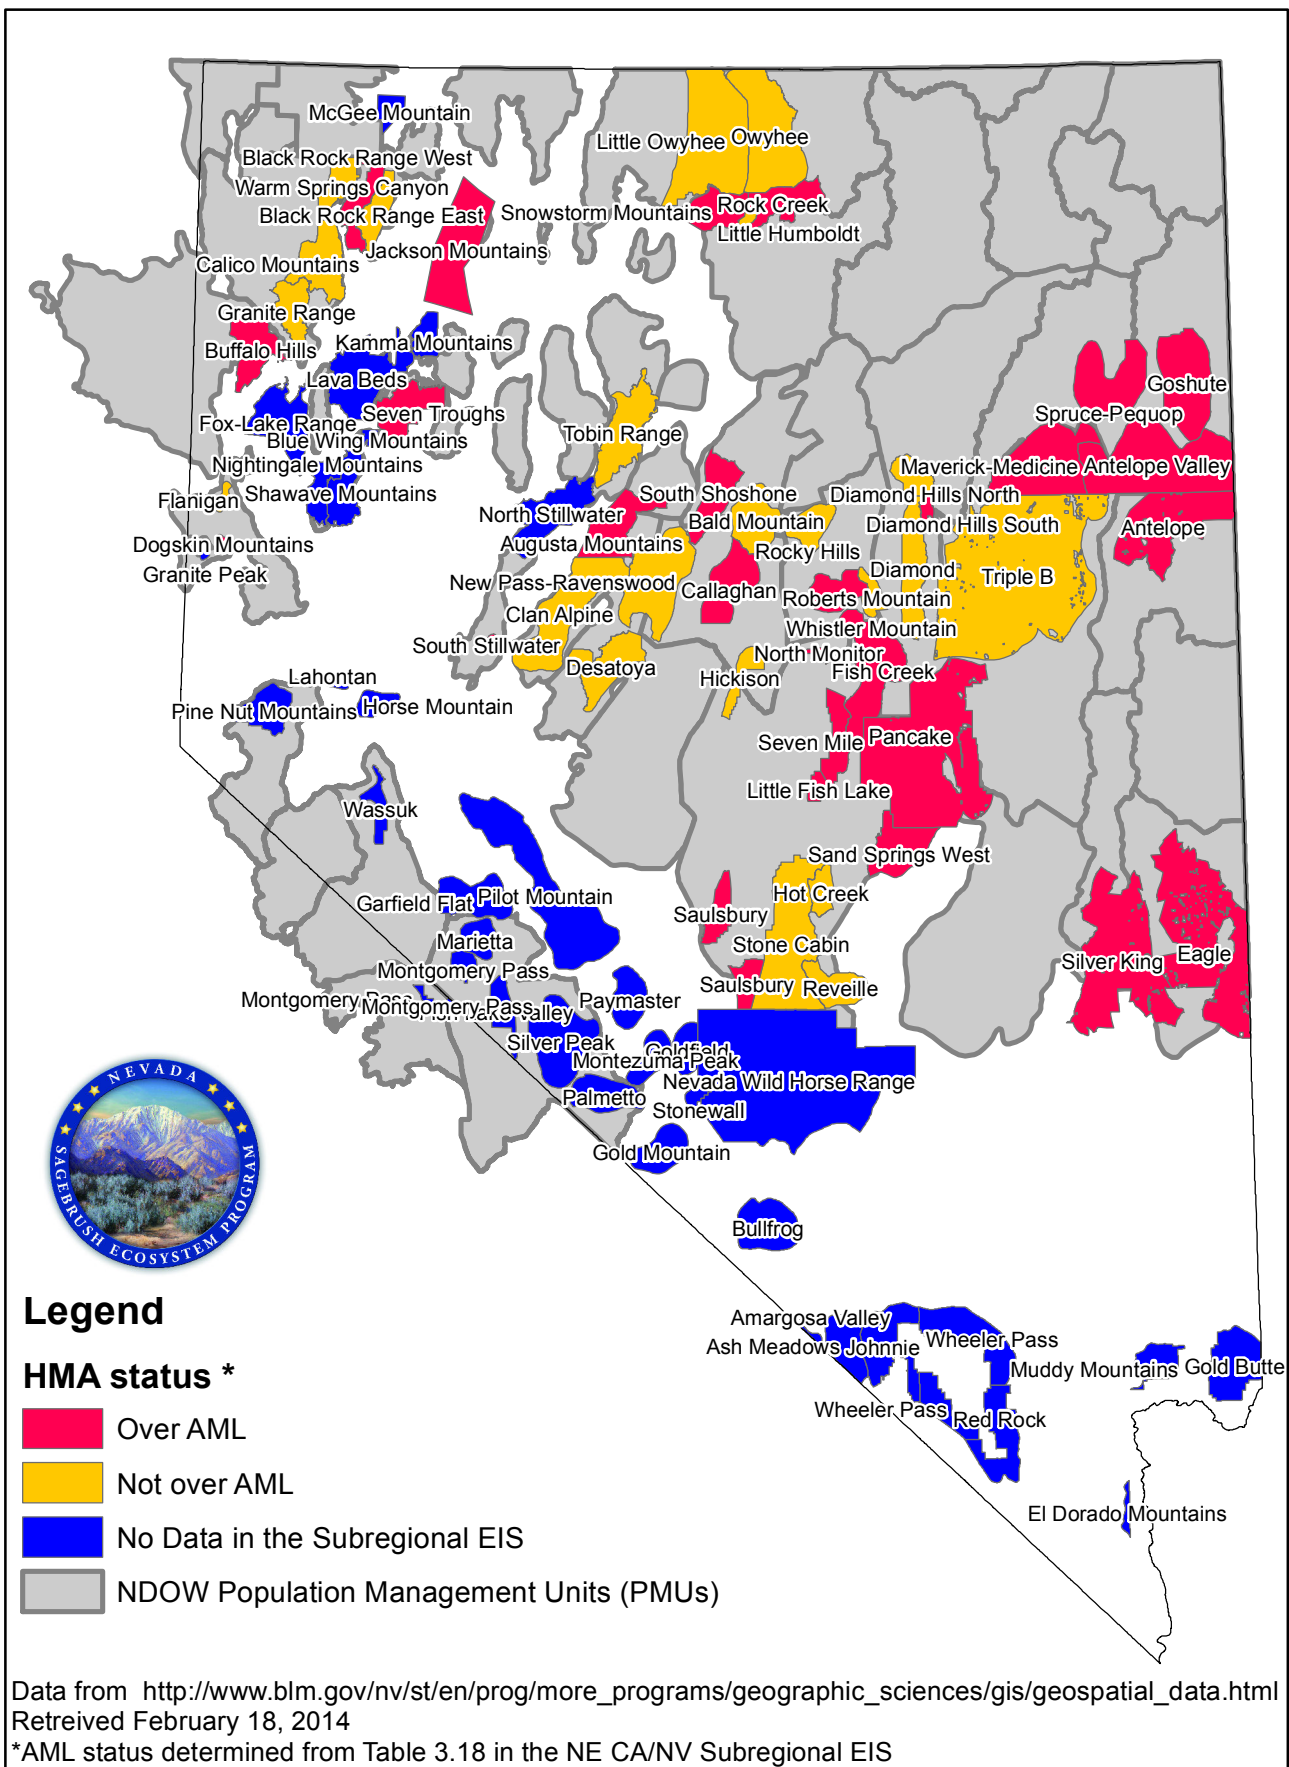 McGee Mountain
Black Rock Range West
Warm Springs Canyon
Black Rock Range East
Jackson Mountains
Calico Mountains
Granite Range
Buffalo Hills
Kamma Mountains
Lava Beds
Seven Troughs
Fox-Lake Range
Blue Wing Mountains
Nightingale Mountains
Shawave Mountains
Flanigan
Dogskin Mountains
Granite Peak
Little Owyhee
Owyhee
Snowstorm Mountains
Rock Creek
Little Humboldt
Goshute
Spruce-Pequop
Maverick-Medicine
Antelope Valley
Antelope
Tobin Range
South Shoshone
North Stillwater
Bald Mountain
Augusta Mountains
Rocky Hills
New Pass-Ravenswood
Callaghan
Clan Alpine
South Stillwater
Desatoya
Diamond Hills North
Diamond Hills South
Diamond
Triple B
Roberts Mountain
Whistler Mountain
North Monitor
Fish Creek
Hickison
Seven Mile
Pancake
Little Fish Lake
Sand Springs West
Lahontan
Pine Nut Mountains
Horse Mountain
Wassuk
Garfield Flat
Pilot Mountain
Marietta
Montgomery Pass
Montgomery Pass
Montgomery Pass
Valley
Paymaster
Silver Peak
Goldfield
Montezuma Peak
Nevada Wild Horse Range
Palmetto
Stonewall
Gold Mountain
Saulsbury
Hot Creek
Stone Cabin
Saulsbury
Reveille
Silver King
Eagle
Bullfrog
Amargosa Valley
Ash Meadows
Johnnie
Wheeler Pass
Muddy Mountains
Gold Butte
Wheeler Pass
Red Rock
El Dorado Mountains
NEVADA
SAGEBRUSH ECOSYSTEM PROGRAM
Legend
HMA status *
Over AML
Not over AML
No Data in the Subregional EIS
NDOW Population Management Units (PMUs)
Data from http://www.blm.gov/nv/st/en/prog/more_programs/geographic_sciences/gis/geospatial_data.html
Retreived February 18, 2014
*AML status determined from Table 3.18 in the NE CA/NV Subregional EIS